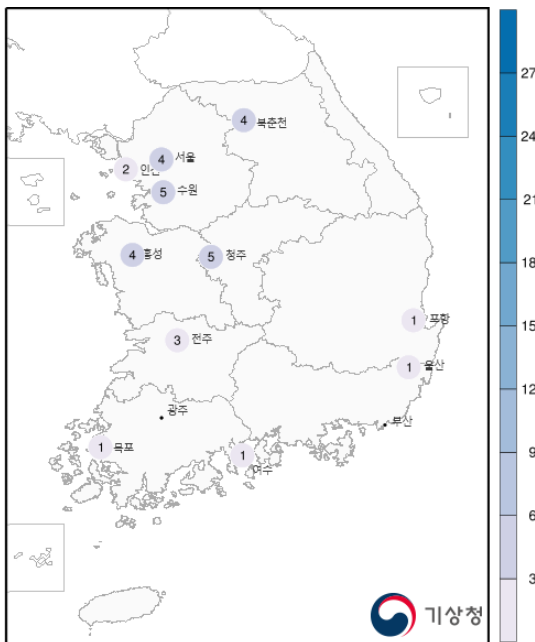 27
24
21
18
15
12
9
6
3
4 북춘천
4 서울
2 인천
5 수원
4 홍성
5 청주
1 포항
3 전주
1 울산
광주
부산
1 목포
1 여수
기상청